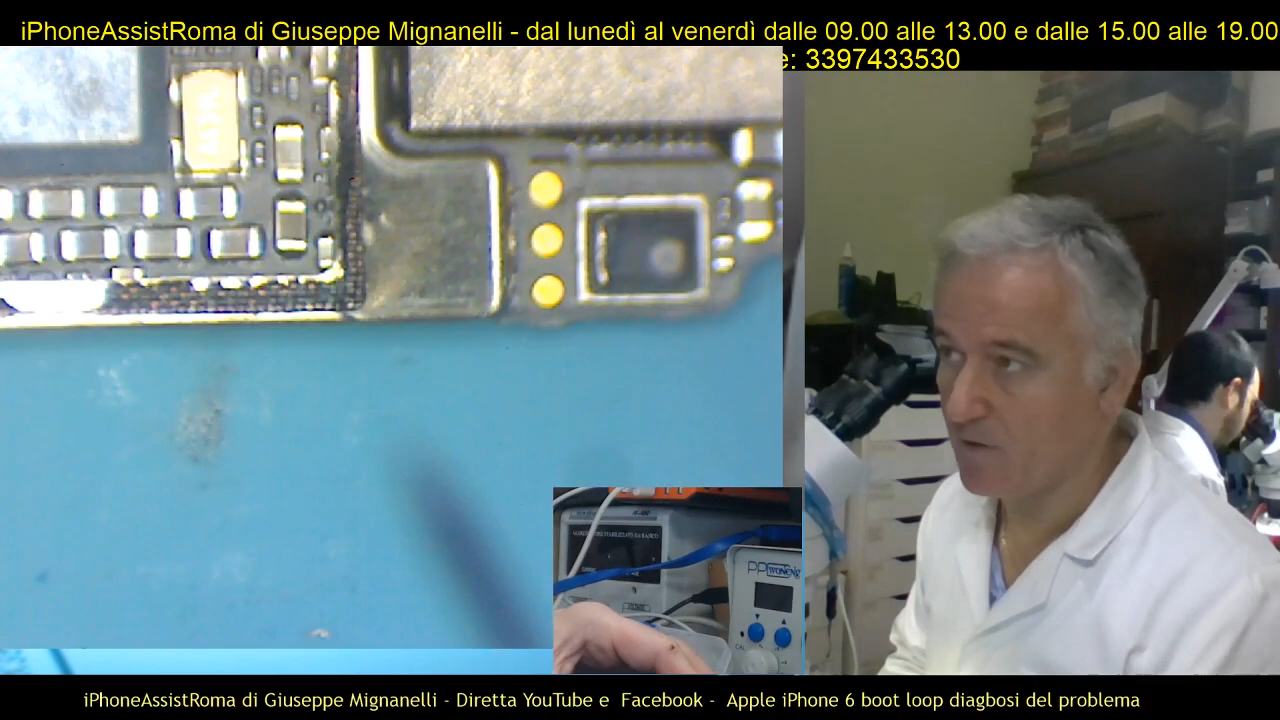 iPhoneAssistRoma di Giuseppe Mignanelli - dal lunedì al venerdì dalle 09.00 alle 13.00 e dalle 15.00 alle 19.00
e: 3397433530
CAL
iPhoneAssistRoma di Giuseppe Mignanelli - Diretta YouTube e Facebook - Apple iPhone 6 boot loop diagbosi del problema